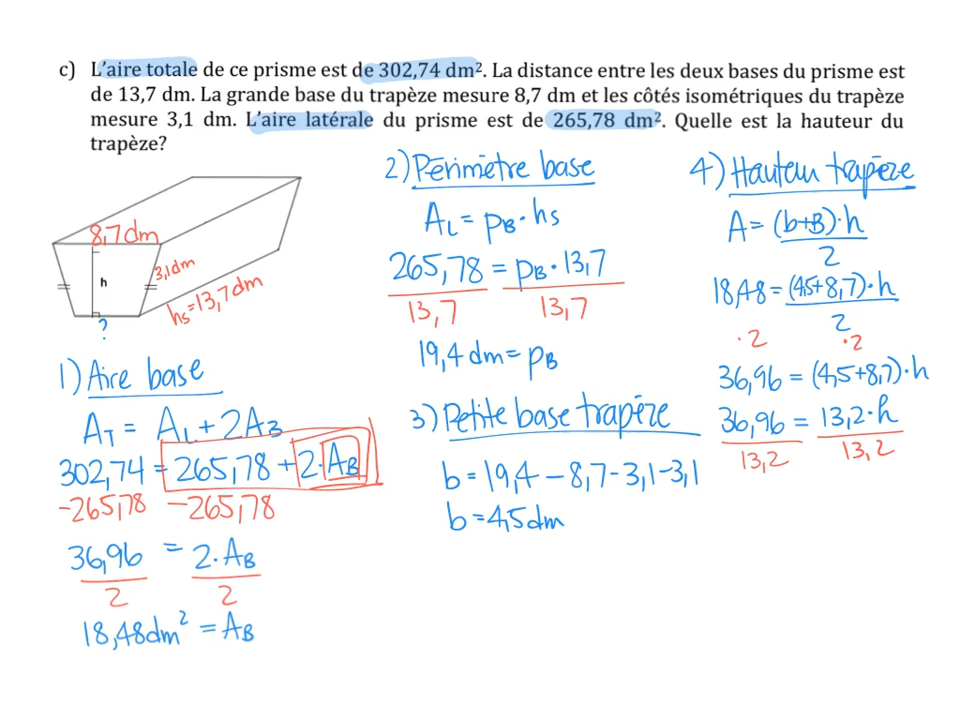 c) L'aire totale de ce prisme est de 302,74 dm². La distance entre les deux bases du prisme est
de 13,7 dm. La grande base du trapèze mesure 8,7 dm et les côtés isométriques du trapèze
mesure 3,1 dm. L'aire latérale du prisme est de 265,78 dm². Quelle est la hauteur du
trapèze?
8,7dm
3,1dm
h
hs=13,7dm
?
1) Aire base
AT = AL + 2AB
302,74 = 265,78 + 2·AB
-265,78 -265,78
36,96 = 2·AB
2 2
18,48dm² = AB
2) Périmètre base
AL = pB·hs
265,78 = pB·13,7
13,7 13,7
19,4 dm = pB
3) Petite base trapèze
b = 19,4 - 8,7 - 3,1 - 3,1
b = 4,5dm
4) Hauteur trapèze
A = (b+B)·h
2
18,48 = (4,5+8,7)·h
2
·2 ·2
36,96 = (4,5+8,7)·h
36,96 = 13,2·h
13,2 13,2